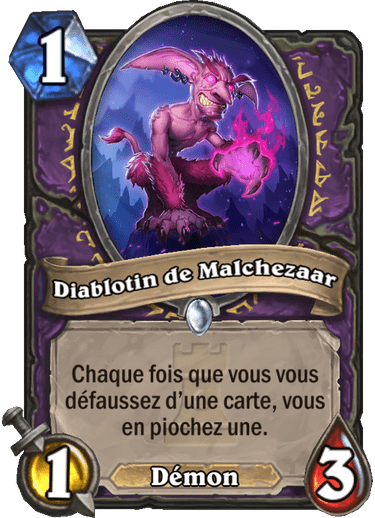 1
Diablotin de Malchezaar
Chaque fois que vous vous
défaussez d'une carte, vous
en piochez une.
1
Démon
3